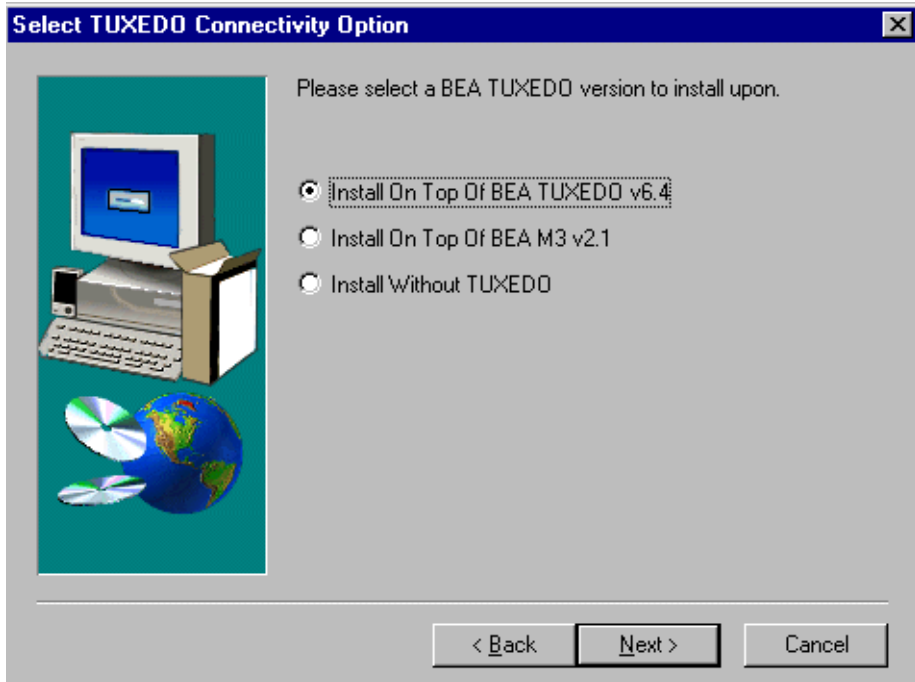 Select TUXEDO Connectivity Option
Please select a BEA TUXEDO version to install upon.
Install On Top Of BEA TUXEDO v6.4
Install On Top Of BEA M3 v2.1
Install Without TUXEDO
< Back Next > Cancel